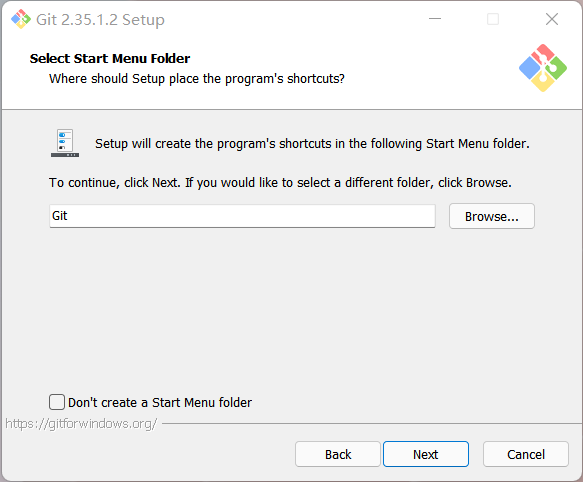 Git 2.35.1.2 Setup
Select Start Menu Folder
Where should Setup place the program's shortcuts?
Setup will create the program's shortcuts in the following Start Menu folder.
To continue, click Next. If you would like to select a different folder, click Browse.
Git
Browse...
Don't create a Start Menu folder
https://gitforwindows.org/
Back
Next
Cancel